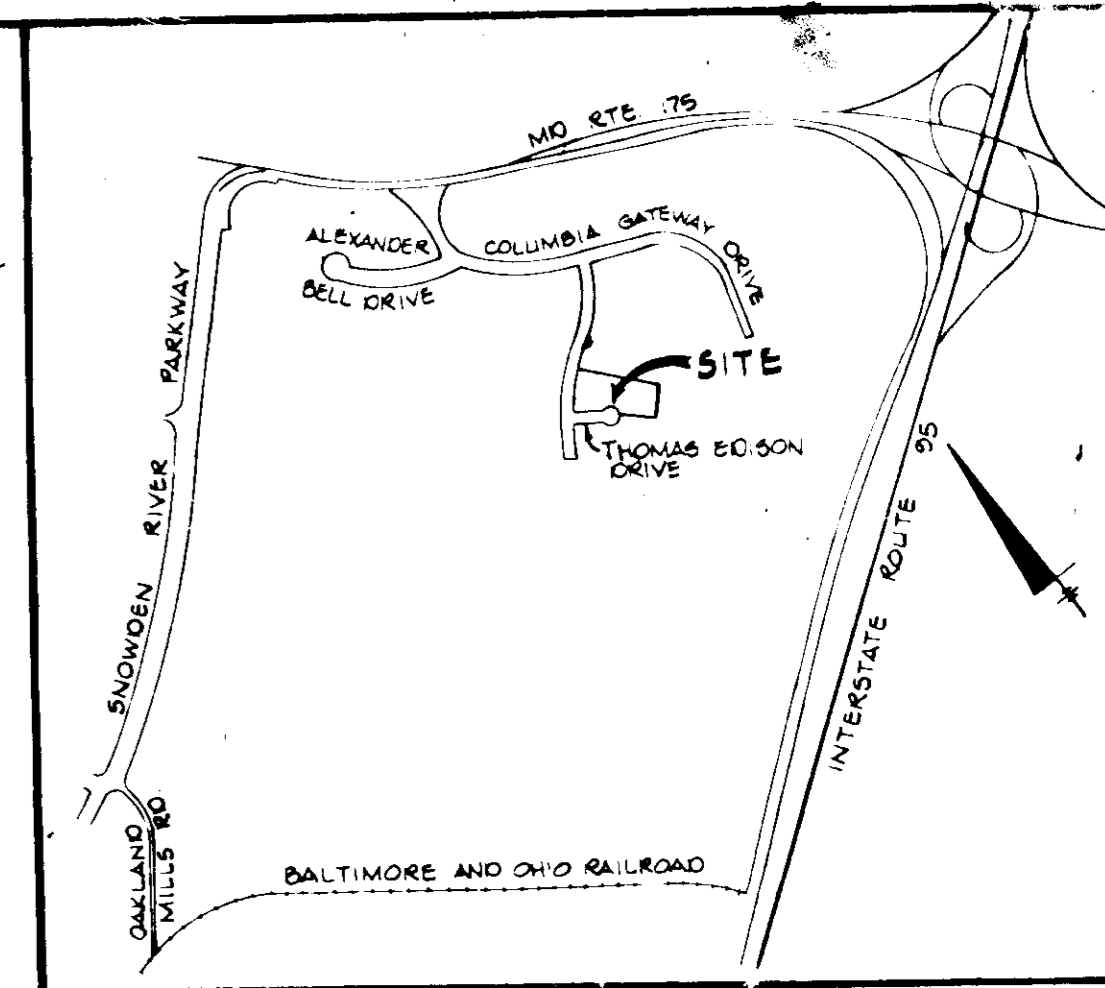 MD RTE 175
ALEXANDER
BELL DRIVE
COLUMBIA GATEWAY DRIVE
SITE
THOMAS EDISON
DRIVE
SNOWDEN RIVER PARKWAY
INTERSTATE ROUTE 95
OAKLAND
MILLS RD
BALTIMORE AND OHIO RAILROAD